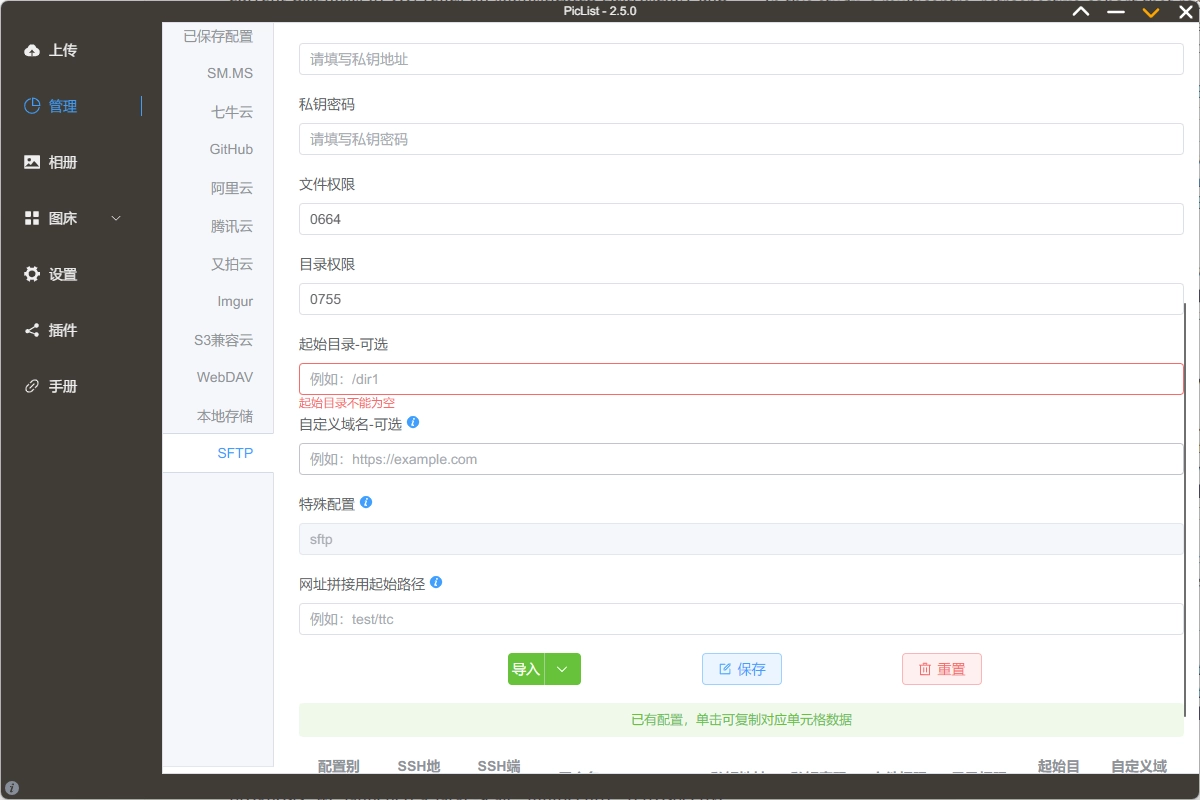 PicList - 2.5.0
上传
管理
相册
图床
设置
插件
手册
已保存配置
SM.MS
七牛云
GitHub
阿里云
腾讯云
又拍云
Imgur
S3兼容云
WebDAV
本地存储
SFTP
请填写私钥地址
私钥密码
请填写私钥密码
文件权限
0664
目录权限
0755
起始目录-可选
例如：/dir1
起始目录不能为空
自定义域名-可选
例如：https://example.com
特殊配置
sftp
网址拼接用起始路径
例如：test/ttc
导入
保存
重置
已有配置，单击可复制对应单元格数据
配置别 SSH地 SSH端 起始目 自定义域